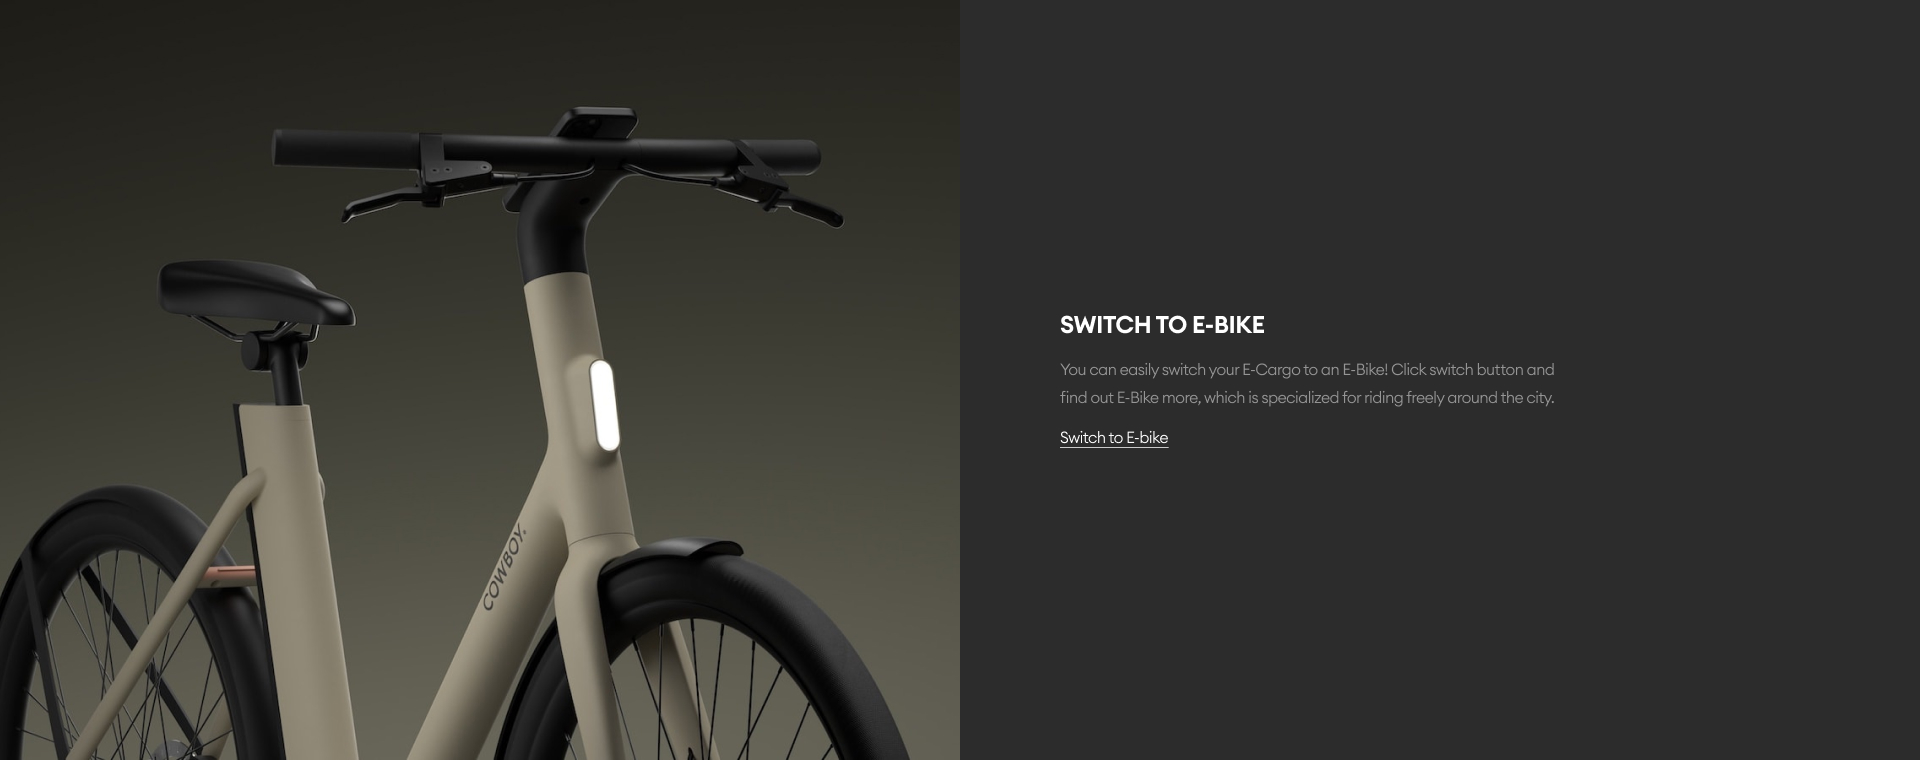 COWBOY.
SWITCH TO E-BIKE
You can easily switch your E-Cargo to an E-Bike! Click switch button and
find out E-Bike more, which is specialized for riding freely around the city.
Switch to E-bike